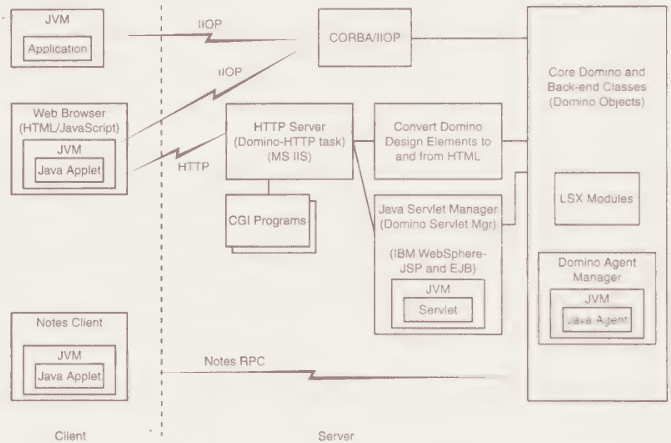 JVM
Application
IIOP
CORBA/IIOP
Core Domino and
Back-end Classes
(Domino Objects)
IIOP
Web Browser
(HTML/JavaScript)
JVM
Java Applet
HTTP
HTTP Server
(Domino-HTTP task)
(MS IIS)
Convert Domino
Design Elements to
and from HTML
CGI Programs
Java Servlet Manager
(Domino Servlet Mgr)
(IBM WebSphere-
JSP and EJB)
JVM
Servlet
LSX Modules
Domino Agent
Manager
JVM
Java Agent
Notes Client
JVM
Java Applet
Notes RPC
Client
Server